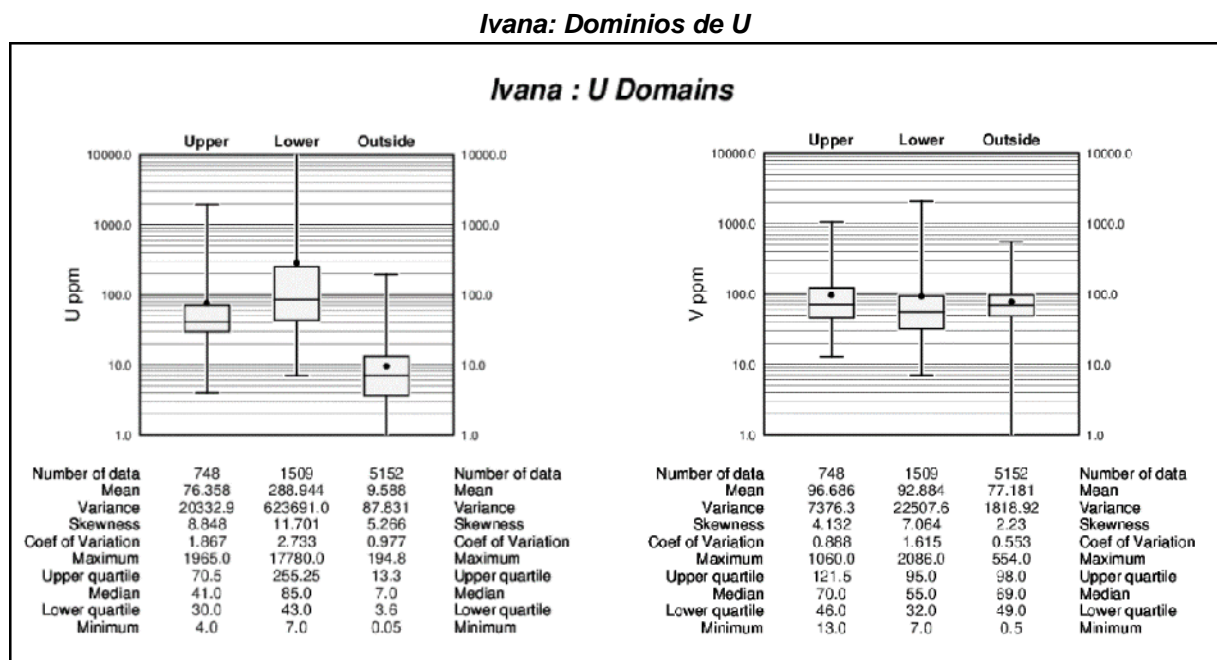 Ivana: Dominios de U
Ivana : U Domains
Upper Lower Outside
10000.0 10000.0
1000.0 1000.0
100.0 100.0
10.0 10.0
1.0 1.0
U ppm
Number of data 748 1509 5152 Number of data
Mean 76.358 288.944 9.588 Mean
Variance 20332.9 623691.0 87.831 Variance
Skewness 8.848 11.701 5.266 Skewness
Coef of Variation 1.867 2.733 0.977 Coef of Variation
Maximum 1965.0 17780.0 194.8 Maximum
Upper quartile 70.5 255.25 13.3 Upper quartile
Median 41.0 85.0 7.0 Median
Lower quartile 30.0 43.0 3.6 Lower quartile
Minimum 4.0 7.0 0.05 Minimum
Upper Lower Outside
10000.0 10000.0
1000.0 1000.0
100.0 100.0
10.0 10.0
1.0 1.0
V ppm
Number of data 748 1509 5152 Number of data
Mean 96.686 92.884 77.181 Mean
Variance 7376.3 22507.6 1818.92 Variance
Skewness 4.132 7.064 2.23 Skewness
Coef of Variation 0.888 1.615 0.553 Coef of Variation
Maximum 1060.0 2086.0 554.0 Maximum
Upper quartile 121.5 95.0 98.0 Upper quartile
Median 70.0 55.0 69.0 Median
Lower quartile 46.0 32.0 49.0 Lower quartile
Minimum 13.0 7.0 0.5 Minimum